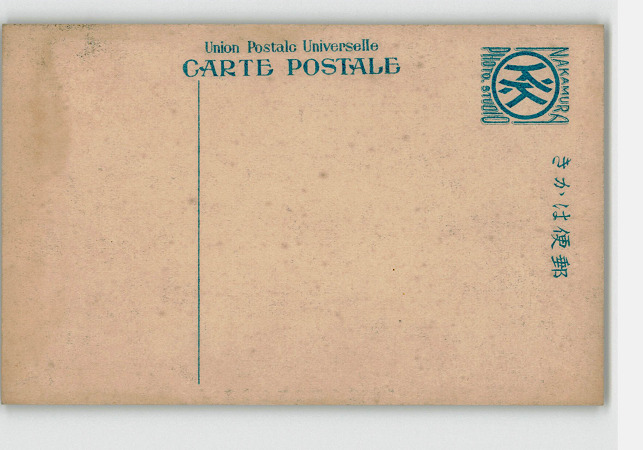 Union Postale Universelle
CARTE POSTALE
NAKAMURA
PHOTO. STUDIO
きかは便郵